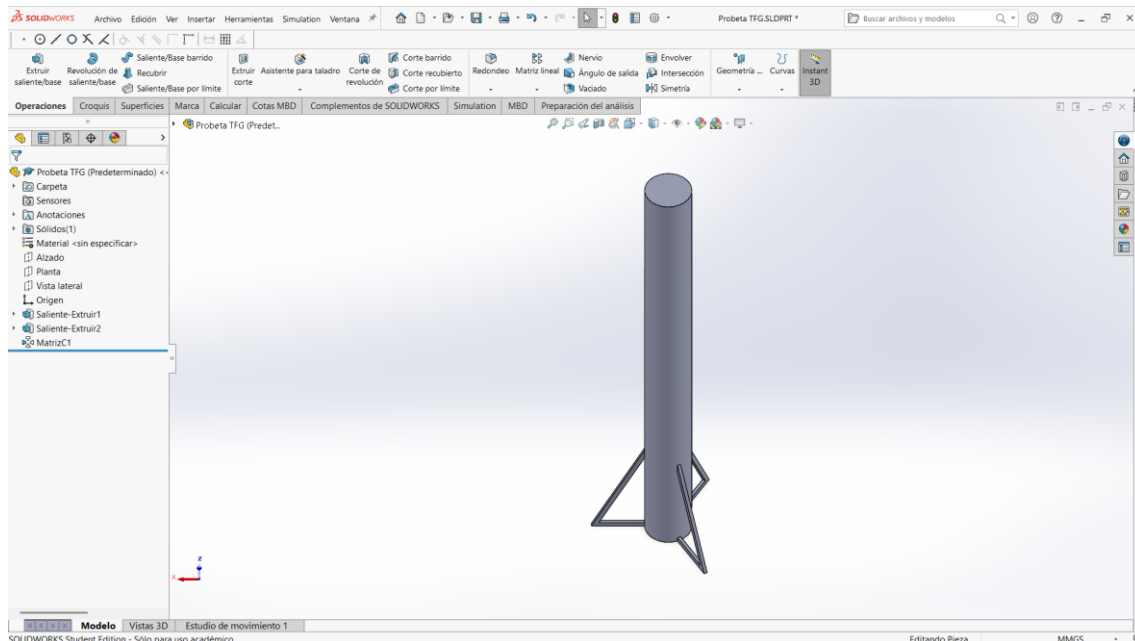 SOLIDWORKS Archivo Edición Ver Insertar Herramientas Simulation Ventana Probeta TFG.SLDPRT * Buscar archivos y modelos
Extruir saliente/base
Revolución de saliente/base
Saliente/Base barrido
Recubrir
Saliente/Base por límite
Extruir corte
Asistente para taladro
Corte de revolución
Corte barrido
Corte recubierto
Corte por límite
Redondeo
Matriz lineal
Nervio
Ángulo de salida
Vaciado
Envolver
Intersección
Simetría
Geometría ...
Curvas
Instant 3D
Operaciones Croquis Superficies Marca Calcular Cotas MBD Complementos de SOLIDWORKS Simulation MBD Preparación del análisis
Probeta TFG (Predet...
Probeta TFG (Predeterminado) <<
Carpeta
Sensores
Anotaciones
Sólidos(1)
Material <sin especificar>
Alzado
Planta
Vista lateral
Origen
Saliente-Extruir1
Saliente-Extruir2
MatrizC1
z
x
Modelo Vistas 3D Estudio de movimiento 1
SOLIDWORKS Student Edition - Sólo para uso académico Editando Pieza MMGS